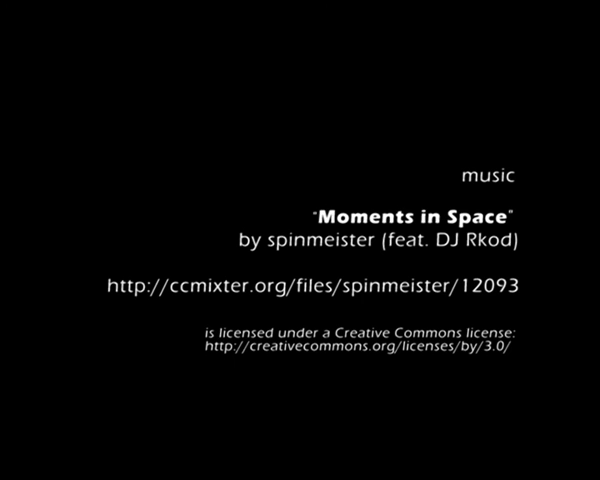 music
"Moments in Space"
by spinmeister (feat. DJ Rkod)
http://ccmixter.org/files/spinmeister/12093
is licensed under a Creative Commons license:
http://creativecommons.org/licenses/by/3.0/